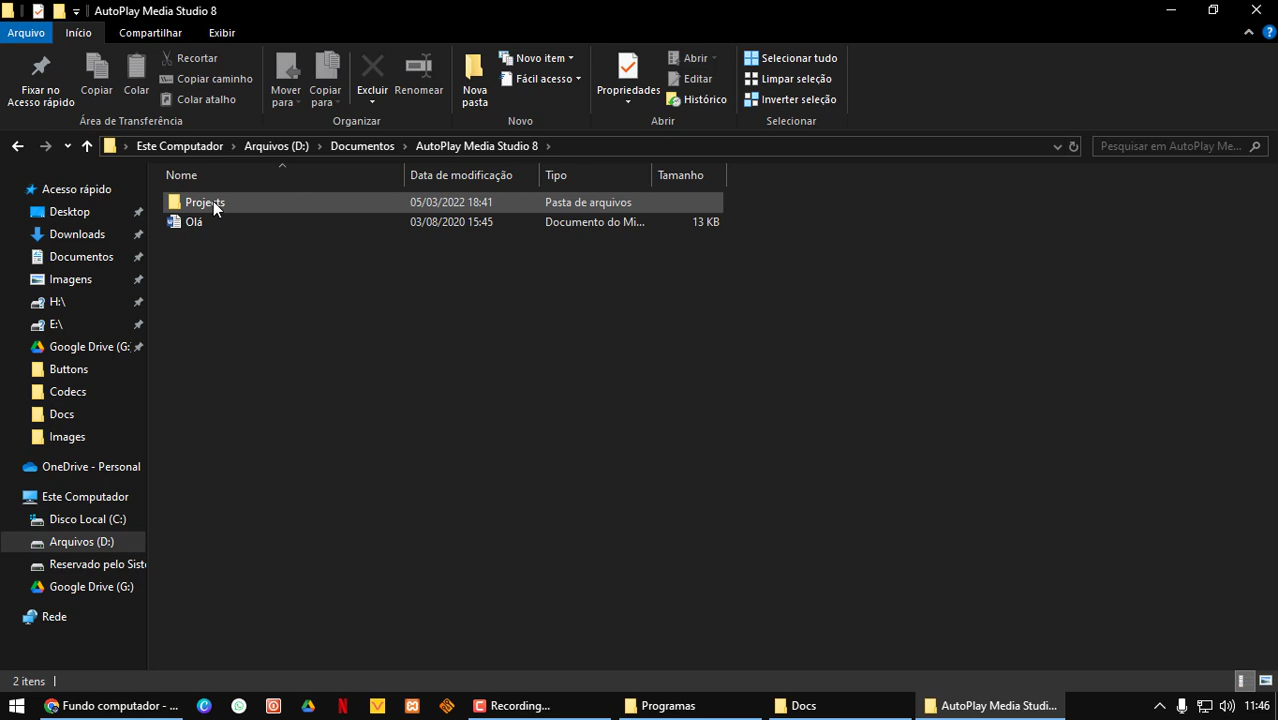 AutoPlay Media Studio 8
Arquivo Início Compartilhar Exibir
Fixar no Acesso rápido
Copiar
Colar
Recortar
Copiar caminho
Copiar atalho
Mover para
Copiar para
Excluir
Renomear
Nova pasta
Novo item
Fácil acesso
Propriedades
Abrir
Editar
Histórico
Selecionar tudo
Limpar seleção
Inverter seleção
Área de Transferência Organizar Novo Abrir Selecionar
Este Computador Arquivos (D:) Documentos AutoPlay Media Studio 8
Pesquisar em AutoPlay Me...
Nome Data de modificação Tipo Tamanho
Projects 05/03/2022 18:41 Pasta de arquivos
Olá 03/08/2020 15:45 Documento do Mi... 13 KB
Acesso rápido
Desktop
Downloads
Documentos
Imagens
H:\
E:\
Google Drive (G:
Buttons
Codecs
Docs
Images
OneDrive - Personal
Este Computador
Disco Local (C:)
Arquivos (D:)
Reservado pelo Siste
Google Drive (G:)
Rede
2 itens
Fundo computador - ...
Recording...
Programas
Docs
AutoPlay Media Studi...
11:46